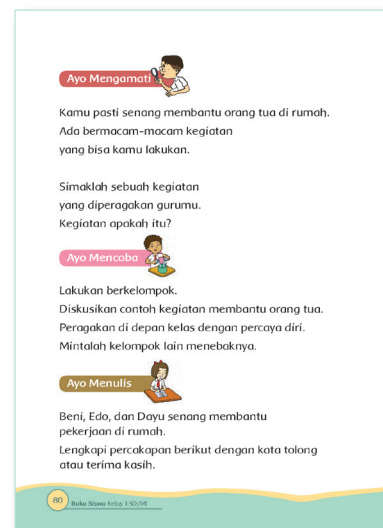 Ayo Mengamati
Kamu pasti senang membantu orang tua di rumah.
Ada bermacam-macam kegiatan
yang bisa kamu lakukan.
Simaklah sebuah kegiatan
yang diperagakan gurumu.
Kegiatan apakah itu?
Ayo Mencoba
Lakukan berkelompok.
Diskusikan contoh kegiatan membantu orang tua.
Peragakan di depan kelas dengan percaya diri.
Mintalah kelompok lain menebaknya.
Ayo Menulis
Beni, Edo, dan Dayu senang membantu
pekerjaan di rumah.
Lengkapi percakapan berikut dengan kata tolong
atau terima kasih.
80 Buku Siswa Kelas 1 SD/MI